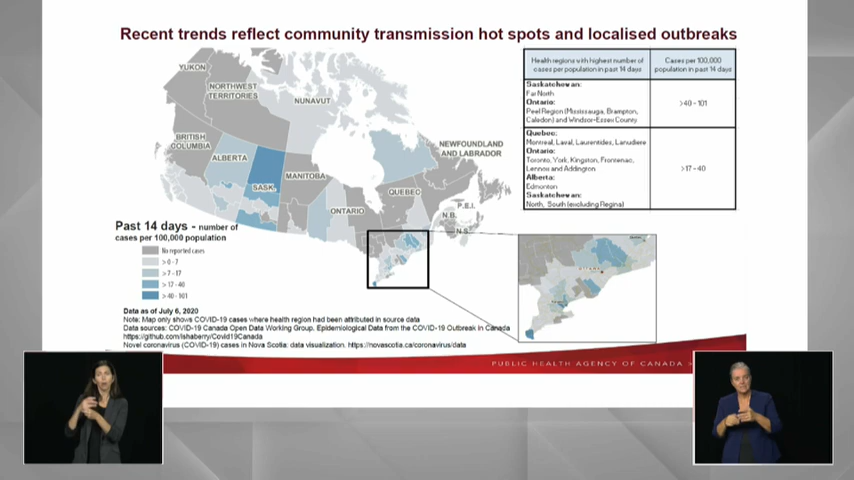 Recent trends reflect community transmission hot spots and localised outbreaks
YUKON
NORTHWEST
TERRITORIES
NUNAVUT
BRITISH
COLUMBIA
ALBERTA
SASK.
MANITOBA
ONTARIO
QUEBEC
NEWFOUNDLAND
AND LABRADOR
P.E.I.
N.B.
N.S.
Health regions with highest number of
cases per population in past 14 days
Cases per 100,000
population in past 14 days
Saskatchewan:
Far North
Ontario:
Peel Region (Mississauga, Brampton,
Caledon) and Windsor-Essex County
>40 - 101
Quebec:
Montreal, Laval, Laurentides, Lanudiere
Ontario:
Toronto, York, Kingston, Frontenac,
Lennox and Addington
Alberta:
Edmonton
Saskatchewan:
North, South (excluding Regina)
>17 - 40
Past 14 days - number of
cases per 100,000 population
No reported cases
> 0 - 7
> 7 - 17
> 17 - 40
> 40 - 101
OTTAWA
Data as of July 6, 2020
Note: Map only shows COVID-19 cases where health region had been attributed in source data
Data sources: COVID-19 Canada Open Data Working Group. Epidemiological Data from the COVID-19 Outbreak in Canada
https://github.com/ishaberry/Covid19Canada
Novel coronavirus (COVID-19) cases in Nova Scotia: data visualization. https://novascotia.ca/coronavirus/data
PUBLIC HEALTH AGENCY OF CANADA >